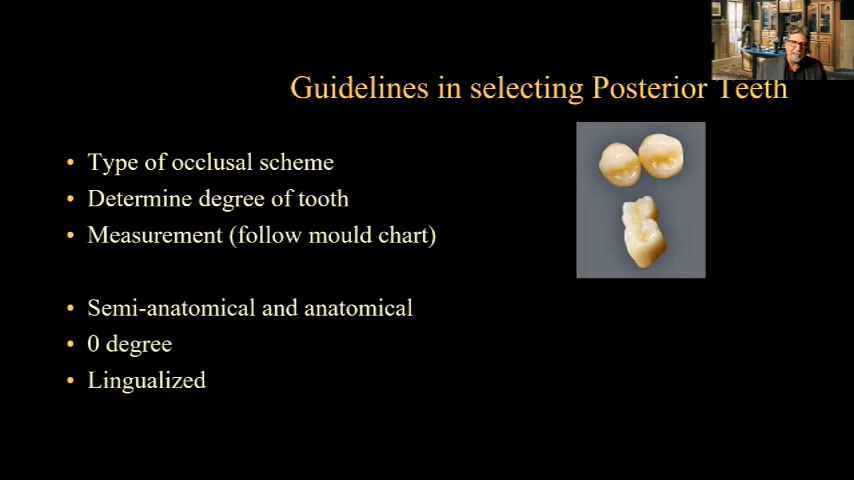 Guidelines in selecting Posterior Teeth
• Type of occlusal scheme
• Determine degree of tooth
• Measurement (follow mould chart)
• Semi-anatomical and anatomical
• 0 degree
• Lingualized